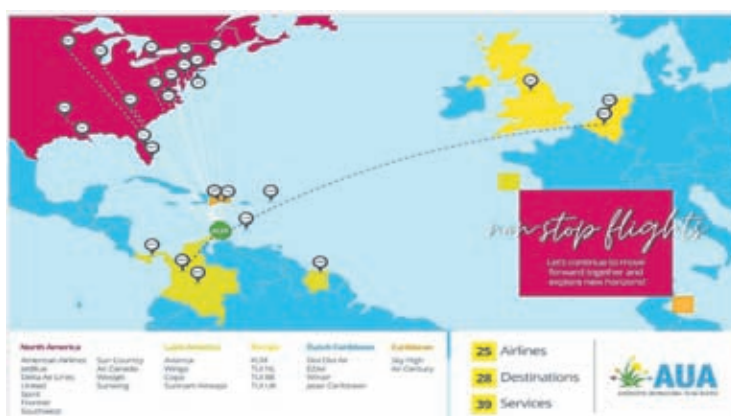 non-stop flights
Let's continue to move
forward together and
explore new horizons!
North America
American Airlines
JetBlue
Delta Air Lines
United
Spirit
Frontier
Southwest
Sun Country
Air Canada
WestJet
Sunwing
Latin America
Avianca
Wingo
Copa
Surinam Airways
Europe
KLM
TUI NL
TUI BE
TUI UK
Dutch Caribbean
Divi Divi Air
EZAir
Winair
Jetair Caribbean
Caribbean
Sky High
Air Century
25 Airlines
28 Destinations
39 Services
AUA